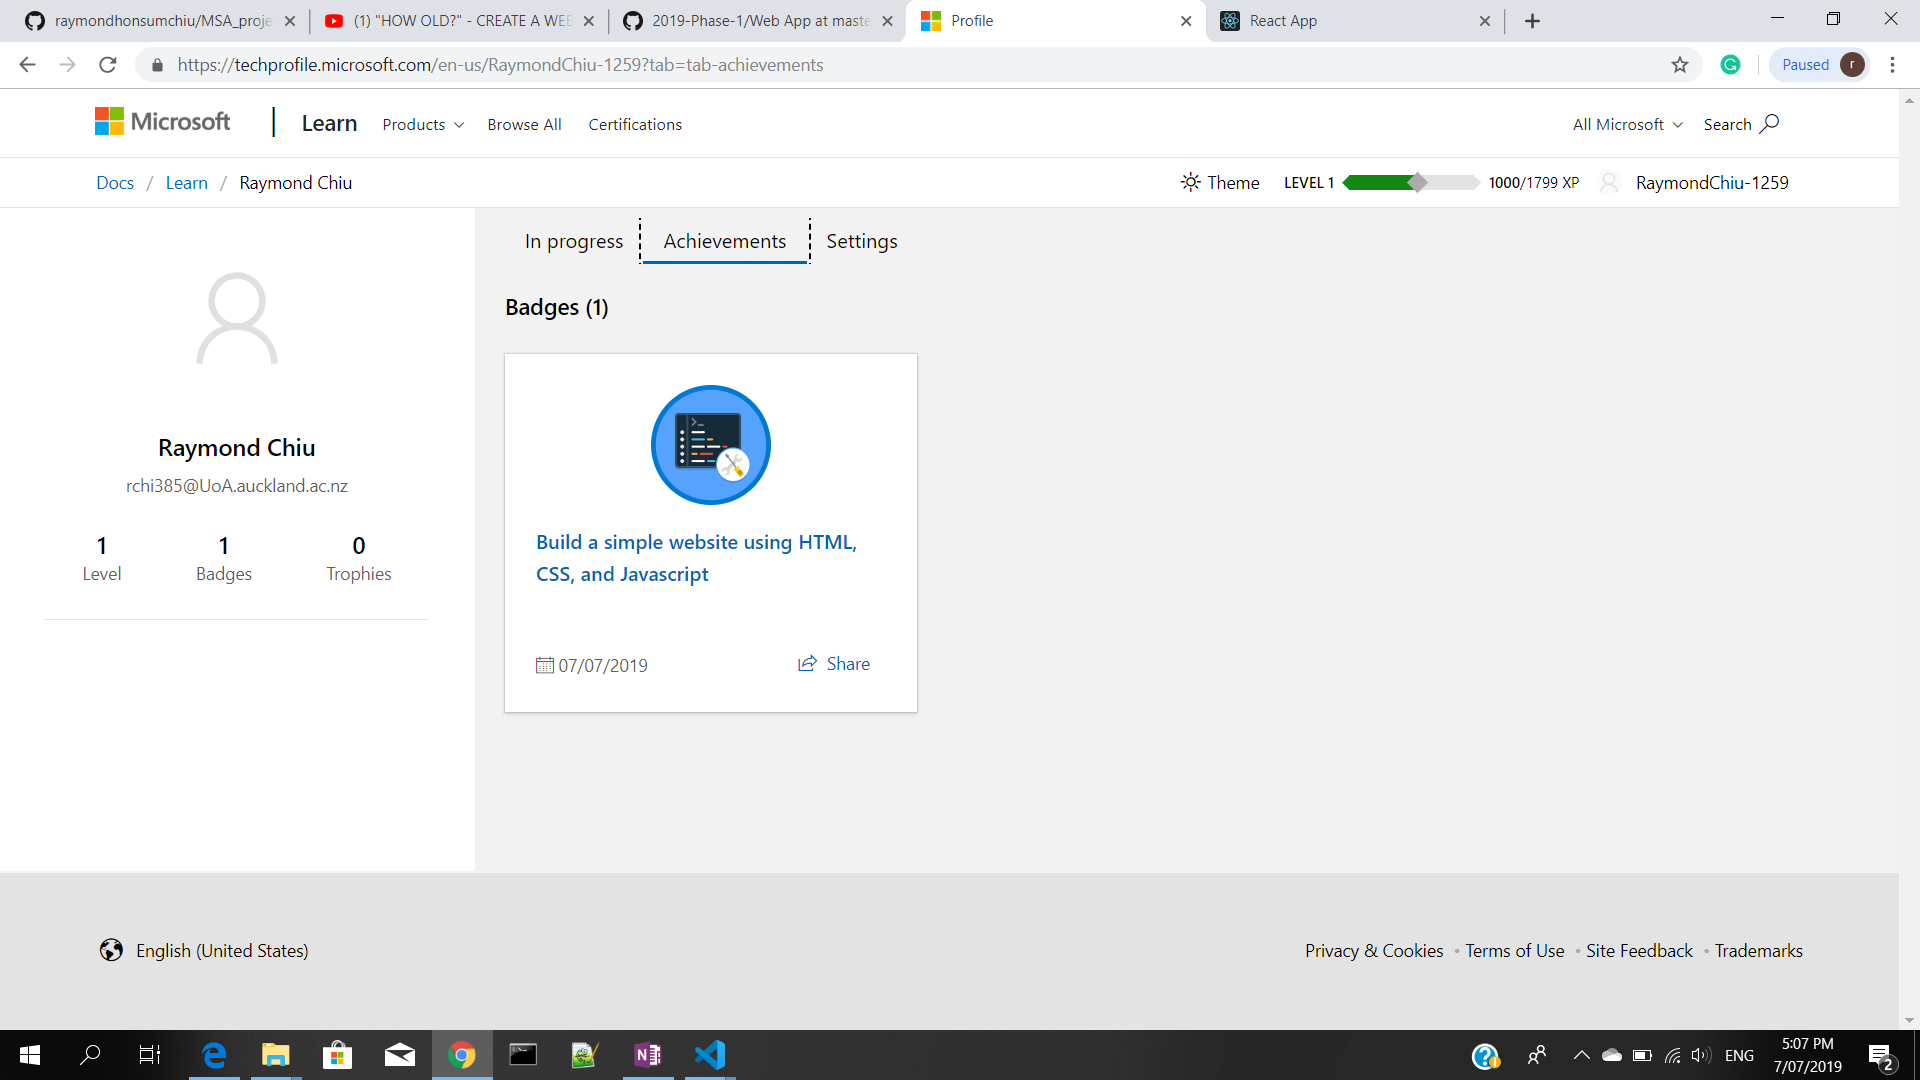 raymondhonsumchiu/MSA_proje
(1) "HOW OLD?" - CREATE A WEB
2019-Phase-1/Web App at maste
Profile
React App
https://techprofile.microsoft.com/en-us/RaymondChiu-1259?tab=tab-achievements
Paused
r
Microsoft
Learn
Products
Browse All
Certifications
All Microsoft
Search
Docs / Learn / Raymond Chiu
Theme
LEVEL 1
1000/1799 XP
RaymondChiu-1259
In progress
Achievements
Settings
Raymond Chiu
rchi385@UoA.auckland.ac.nz
1
Level
1
Badges
0
Trophies
Badges (1)
Build a simple website using HTML,
CSS, and Javascript
07/07/2019
Share
English (United States)
Privacy & Cookies • Terms of Use • Site Feedback • Trademarks
ENG
5:07 PM
7/07/2019
2